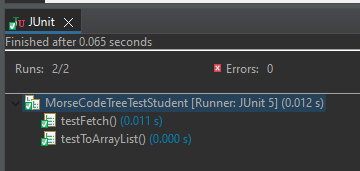 JUnit
Finished after 0.065 seconds
Runs: 2/2
Errors: 0
MorseCodeTreeTestStudent [Runner: JUnit 5] (0.012 s)
testFetch() (0.011 s)
testToArrayList() (0.000 s)